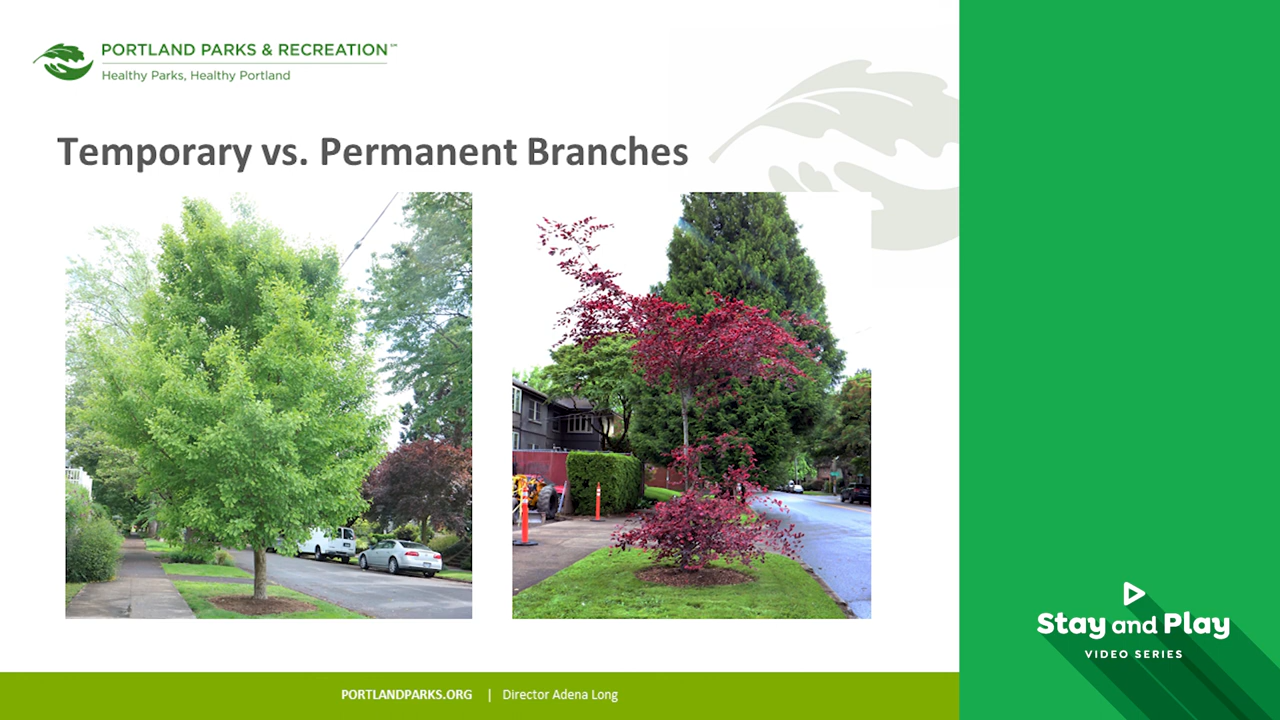 PORTLAND PARKS & RECREATION℠
Healthy Parks, Healthy Portland
Temporary vs. Permanent Branches
Stay and Play
VIDEO SERIES
PORTLANDPARKS.ORG | Director Adena Long